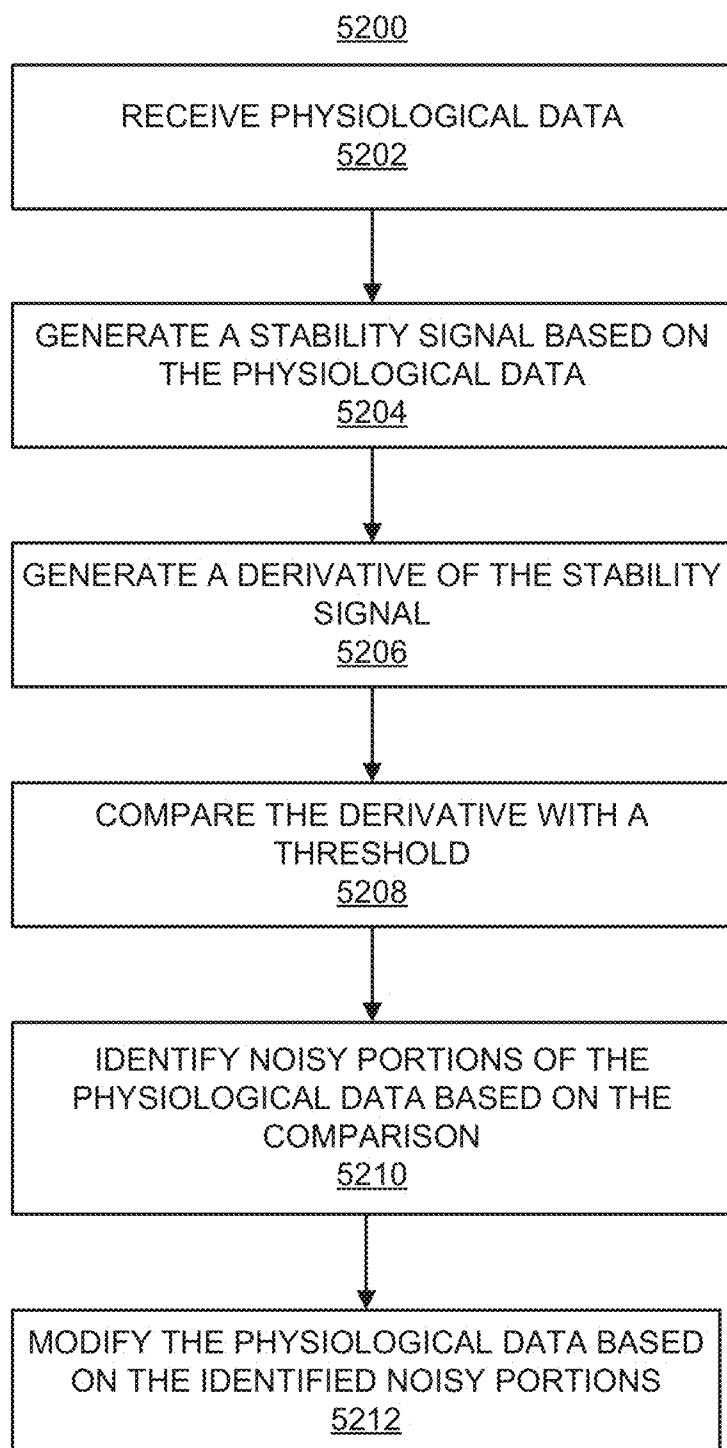 5200
RECEIVE PHYSIOLOGICAL DATA
5202
GENERATE A STABILITY SIGNAL BASED ON
THE PHYSIOLOGICAL DATA
5204
GENERATE A DERIVATIVE OF THE STABILITY
SIGNAL
5206
COMPARE THE DERIVATIVE WITH A
THRESHOLD
5208
IDENTIFY NOISY PORTIONS OF THE
PHYSIOLOGICAL DATA BASED ON THE
COMPARISON
5210
MODIFY THE PHYSIOLOGICAL DATA BASED
ON THE IDENTIFIED NOISY PORTIONS
5212